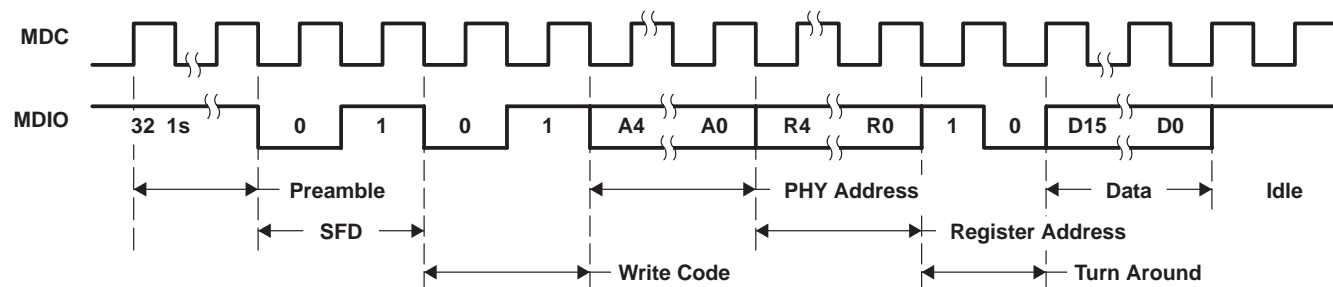 MDC
MDIO
32 1s 0 1 0 1 A4 A0 R4 R0 1 0 D15 D0
Preamble PHY Address Data Idle
SFD Register Address
Write Code Turn Around